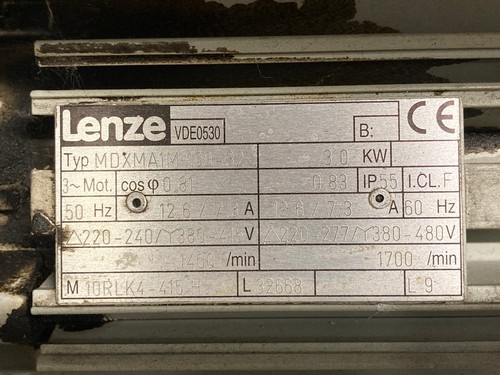 Lenze VDE0530 B: CE
Typ 3.0 KW
3~ Mot. cosφ 0.81 0.83 IP55 I.CL.F
50 Hz 12.6 A 12.6 7.3 A 60 Hz
△220-240/Y380- V △220-277/Y380-480V
/min 1700 /min
M L 32668 L 9